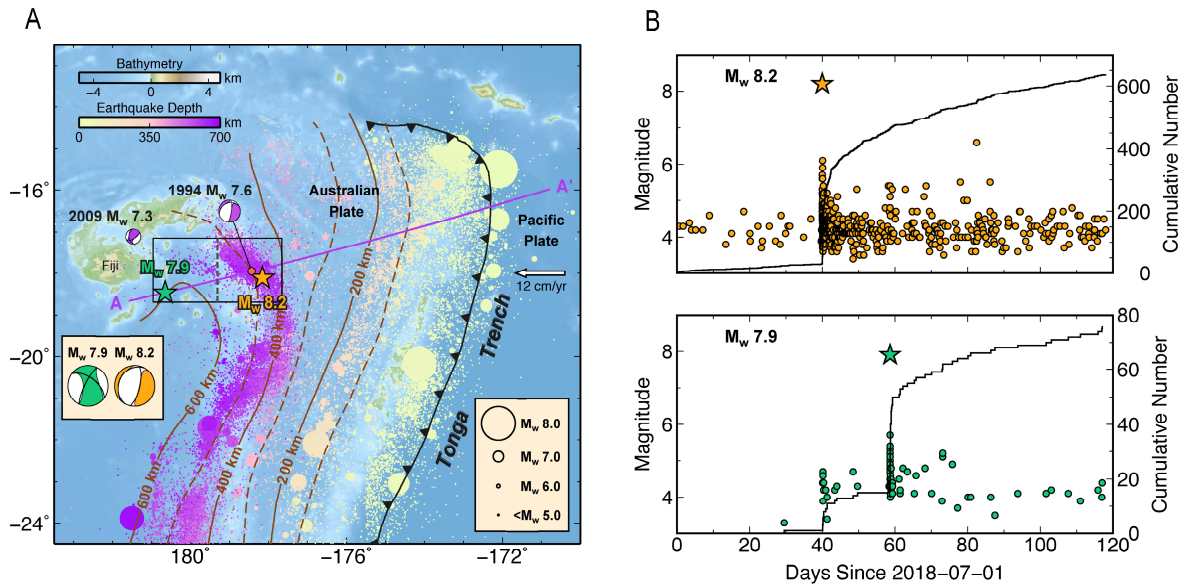 A
B
Bathymetry
km
−4
0
4
Earthquake Depth
km
0
350
700
−16°
−20°
−24°
180°
−176°
−172°
1994 Mw 7.6
2009 Mw 7.3
Fiji
Mw 7.9
Mw 8.2
A
A'
Australian
Plate
Pacific
Plate
12 cm/yr
Tonga
Trench
200 km
400 km
600 km
200 km
400 km
600 km
Mw 7.9
Mw 8.2
Mw 8.0
Mw 7.0
Mw 6.0
<Mw 5.0
Mw 8.2
Magnitude
8
6
4
Cumulative Number
600
400
200
0
Mw 7.9
Magnitude
8
6
4
Cumulative Number
80
60
40
20
0
0
20
40
60
80
100
120
Days Since 2018−07−01